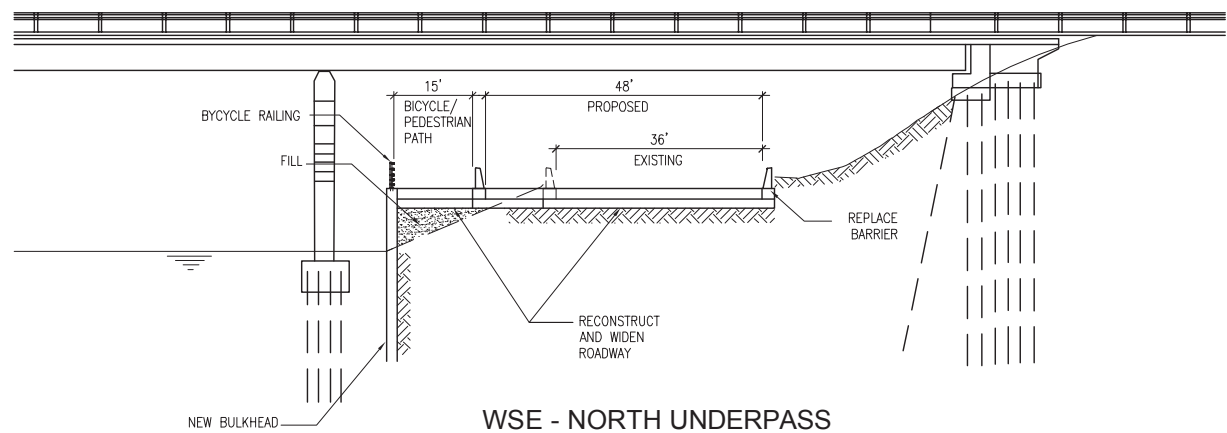 15'
48'
BICYCLE/
PEDESTRIAN
PATH
PROPOSED
BYCYCLE RAILING
36'
EXISTING
FILL
REPLACE
BARRIER
RECONSTRUCT
AND WIDEN
ROADWAY
NEW BULKHEAD
WSE - NORTH UNDERPASS